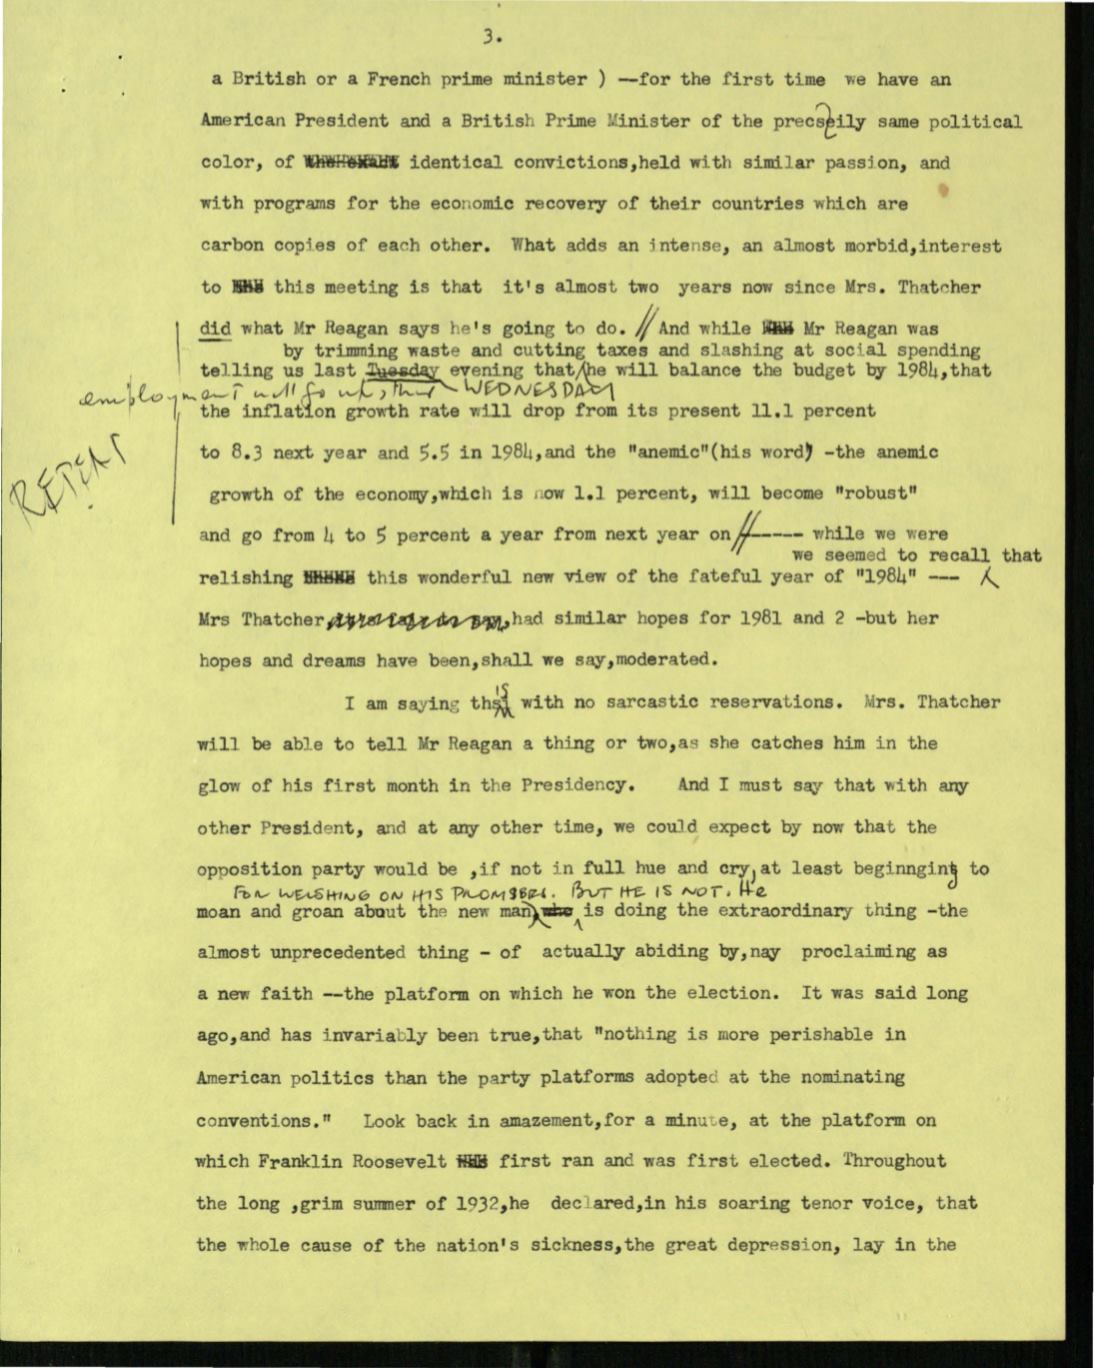 3.
a British or a French prime minister ) —for the first time we have an
American President and a British Prime Minister of the precseily same political
color, of identical convictions,held with similar passion, and
with programs for the economic recovery of their countries which are
carbon copies of each other. What adds an intense, an almost morbid,interest
to this meeting is that it's almost two years now since Mrs. Thatcher
did what Mr Reagan says he's going to do. // And while Mr Reagan was
by trimming waste and cutting taxes and slashing at social spending
telling us last Tuesday evening that/he will balance the budget by 1984,that
employment will go up, that WEDNESDAY
the inflation growth rate will drop from its present 11.1 percent
to 8.3 next year and 5.5 in 1984,and the "anemic"(his word) -the anemic
REPEAT
growth of the economy,which is now 1.1 percent, will become "robust"
and go from 4 to 5 percent a year from next year on//----- while we were
we seemed to recall that
relishing this wonderful new view of the fateful year of "1984" ---
Mrs Thatcher, had similar hopes for 1981 and 2 -but her
hopes and dreams have been,shall we say,moderated.
I am saying this with no sarcastic reservations. Mrs. Thatcher
will be able to tell Mr Reagan a thing or two,as she catches him in the
glow of his first month in the Presidency. And I must say that with any
other President, and at any other time, we could expect by now that the
opposition party would be ,if not in full hue and cry, at least beginnging to
FOR WELSHING ON HIS PROMISES. BUT HE IS NOT. He
moan and groan about the new man, who is doing the extraordinary thing -the
almost unprecedented thing - of actually abiding by,nay proclaiming as
a new faith --the platform on which he won the election. It was said long
ago,and has invariably been true,that "nothing is more perishable in
American politics than the party platforms adopted at the nominating
conventions." Look back in amazement,for a minute, at the platform on
which Franklin Roosevelt first ran and was first elected. Throughout
the long ,grim summer of 1932,he declared,in his soaring tenor voice, that
the whole cause of the nation's sickness,the great depression, lay in the